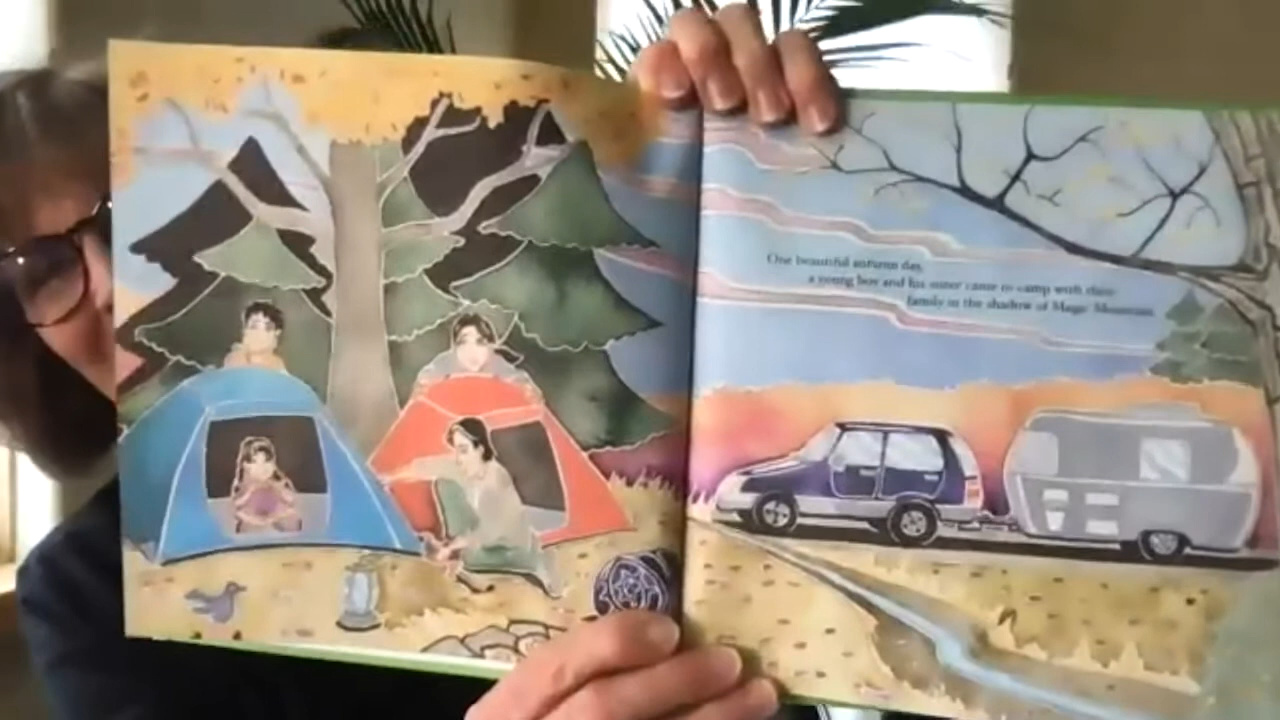 One beautiful autumn day,
a young boy and his sister came to camp with their
family in the shadow of Magic Mountain.